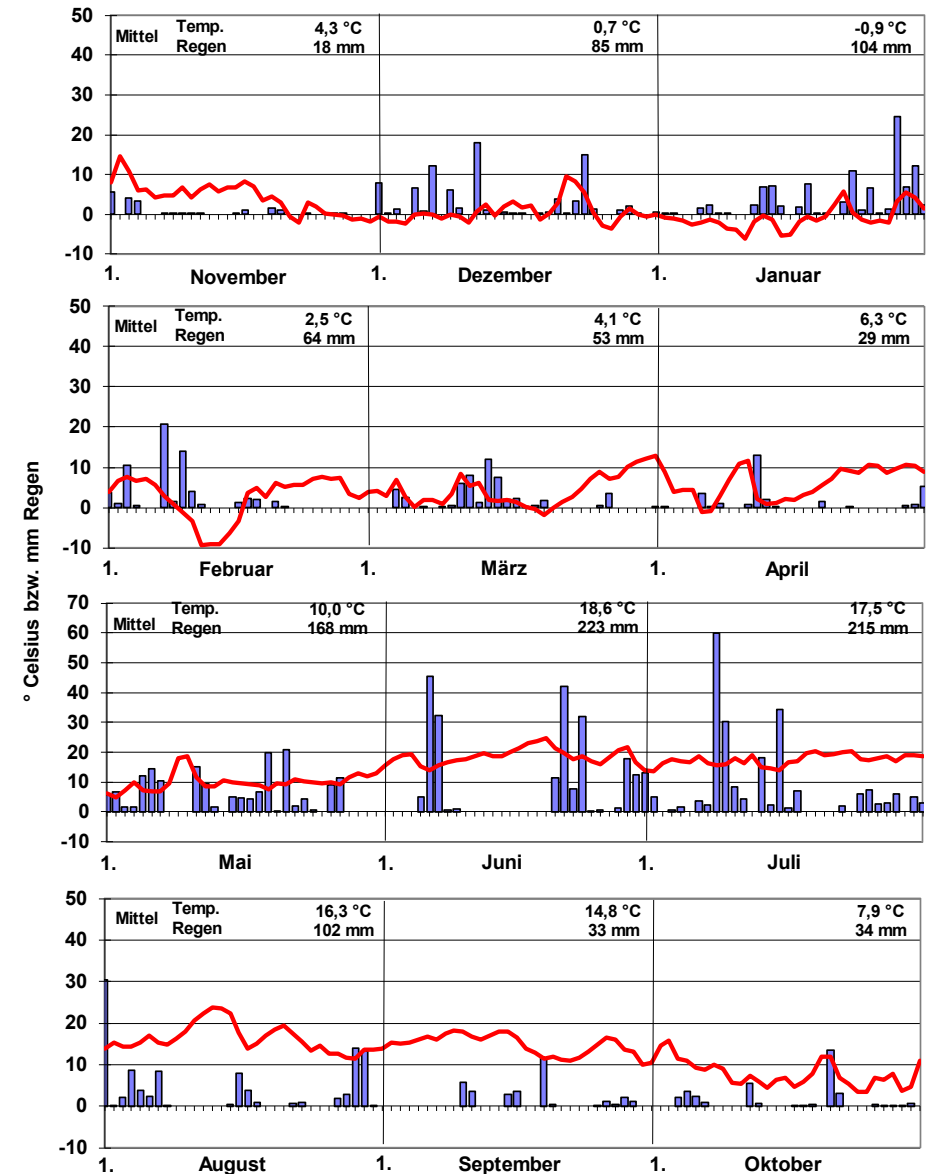 50
40
30
20
10
0
-10
Mittel Temp. 4,3 °C 0,7 °C -0,9 °C
Regen 18 mm 85 mm 104 mm
1. November 1. Dezember 1. Januar
50
40
30
20
10
0
-10
Mittel Temp. 2,5 °C 4,1 °C 6,3 °C
Regen 64 mm 53 mm 29 mm
1. Februar 1. März 1. April
° Celsius bzw. mm Regen
70
60
50
40
30
20
10
0
-10
Mittel Temp. 10,0 °C 18,6 °C 17,5 °C
Regen 168 mm 223 mm 215 mm
1. Mai 1. Juni 1. Juli
50
40
30
20
10
0
-10
Mittel Temp. 16,3 °C 14,8 °C 7,9 °C
Regen 102 mm 33 mm 34 mm
1. August 1. September 1. Oktober